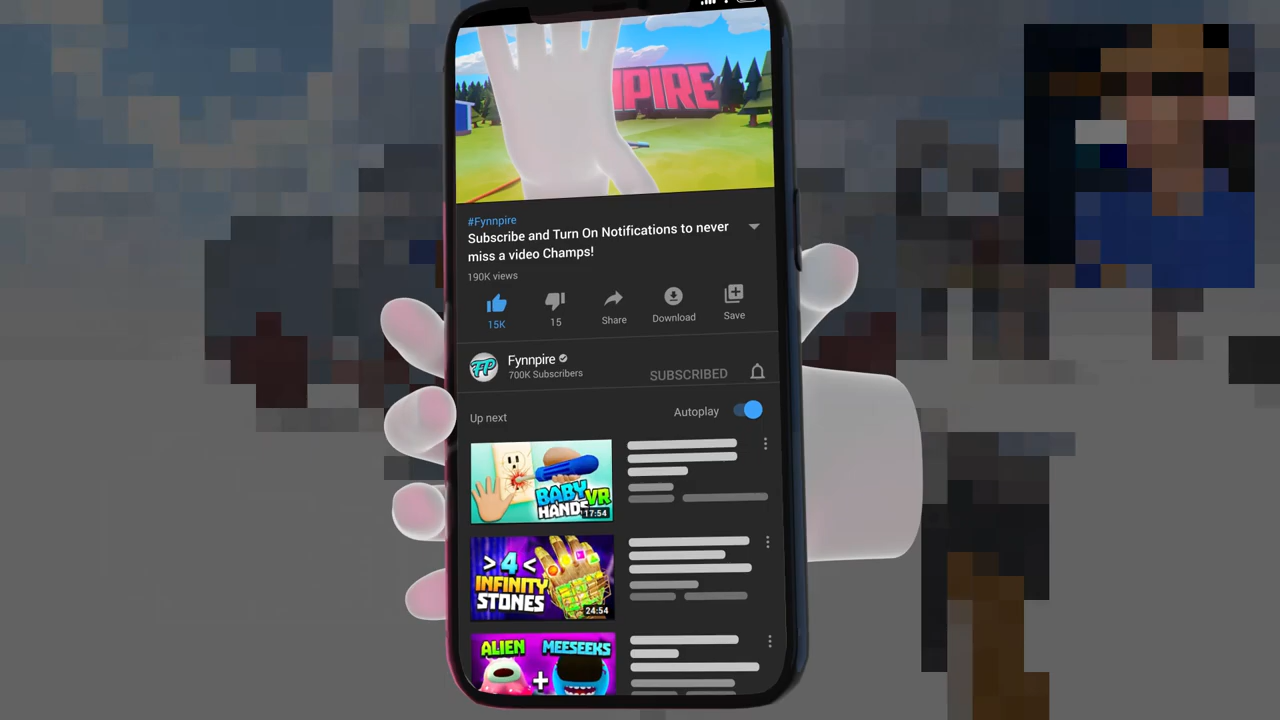 PIRE
#Fynnpire
Subscribe and Turn On Notifications to never
miss a video Champs!
190K views
15K
15
Share
Download
Save
FP
Fynnpire
700K Subscribers
SUBSCRIBED
Up next
Autoplay
BABY
VR
HANDS
17:54
> 4 <
INFINITY
STONES
24:54
ALIEN
MEESEEKS
+